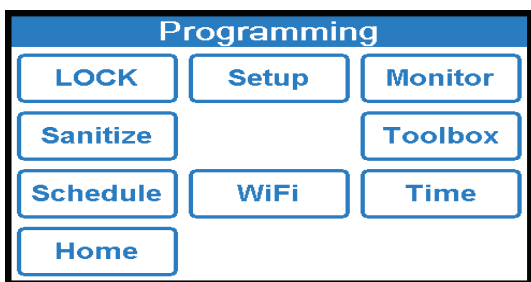 Programming
LOCK Setup Monitor
Sanitize Toolbox
Schedule WiFi Time
Home